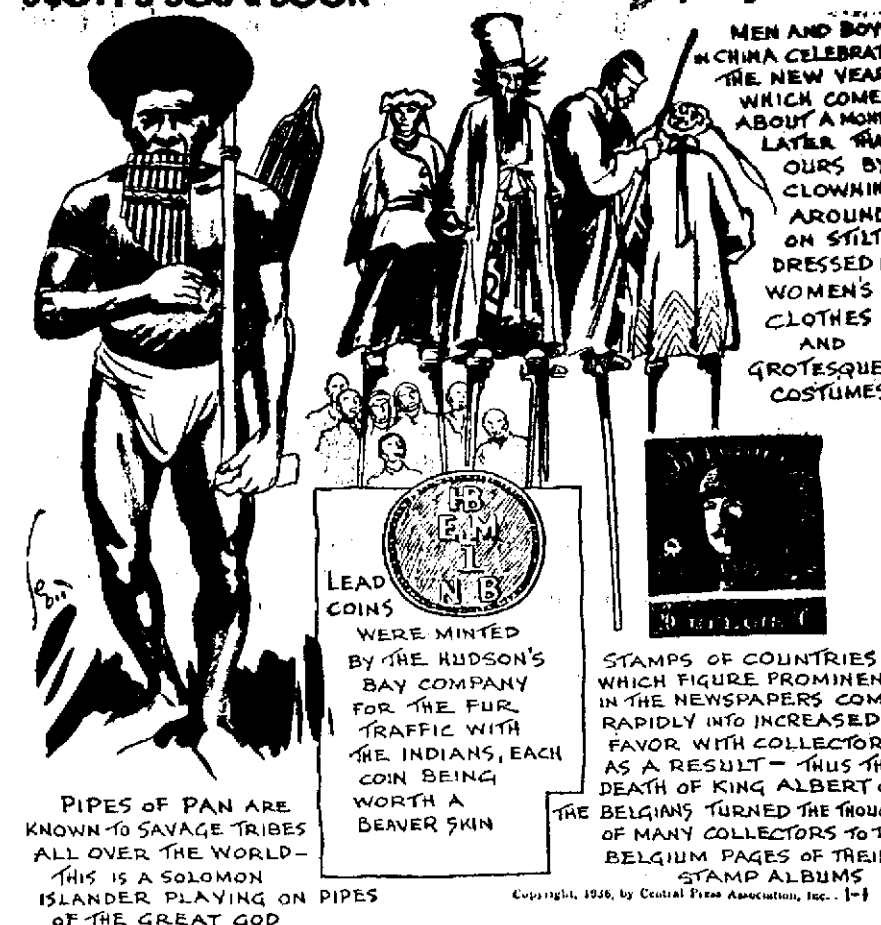 SCOTT'S SCRAPBOOK
MEN AND BOY
IN CHINA CELEBRAT
THE NEW YEAR
WHICH COME
ABOUT A MONT
LATER THA
OURS BY
CLOWNIN
AROUND
ON STILT
DRESSED
WOMEN'S
CLOTHES
AND
GROTESQUE
COSTUMES
HB
E.M
1
NB
LEAD
COINS
WERE MINTED
BY THE HUDSON'S
BAY COMPANY
FOR THE FUR
TRAFFIC WITH
THE INDIANS, EACH
COIN BEING
WORTH A
BEAVER SKIN
STAMPS OF COUNTRIES
WHICH FIGURE PROMINEN
IN THE NEWSPAPERS COM
RAPIDLY INTO INCREASED
FAVOR WITH COLLECTOR
AS A RESULT — THUS TH
DEATH OF KING ALBERT O
THE BELGIANS TURNED THE THOU
OF MANY COLLECTORS TO T
BELGIUM PAGES OF THEI
STAMP ALBUMS
Copyright, 1936, by Central Press Association, Inc. 1-1
PIPES OF PAN ARE
KNOWN TO SAVAGE TRIBES
ALL OVER THE WORLD —
THIS IS A SOLOMON
ISLANDER PLAYING ON PIPES
OF THE GREAT GOD